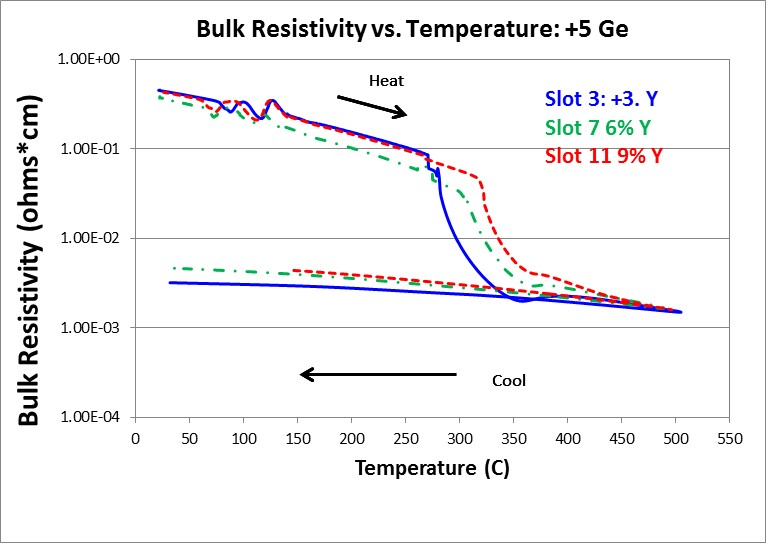 Bulk Resistivity vs. Temperature: +5 Ge
1.00E+00
1.00E-01
1.00E-02
1.00E-03
1.00E-04
Bulk Resistivity (ohms*cm)
Heat
Slot 3: +3. Y
Slot 7 6% Y
Slot 11 9% Y
Cool
0 50 100 150 200 250 300 350 400 450 500 550
Temperature (C)